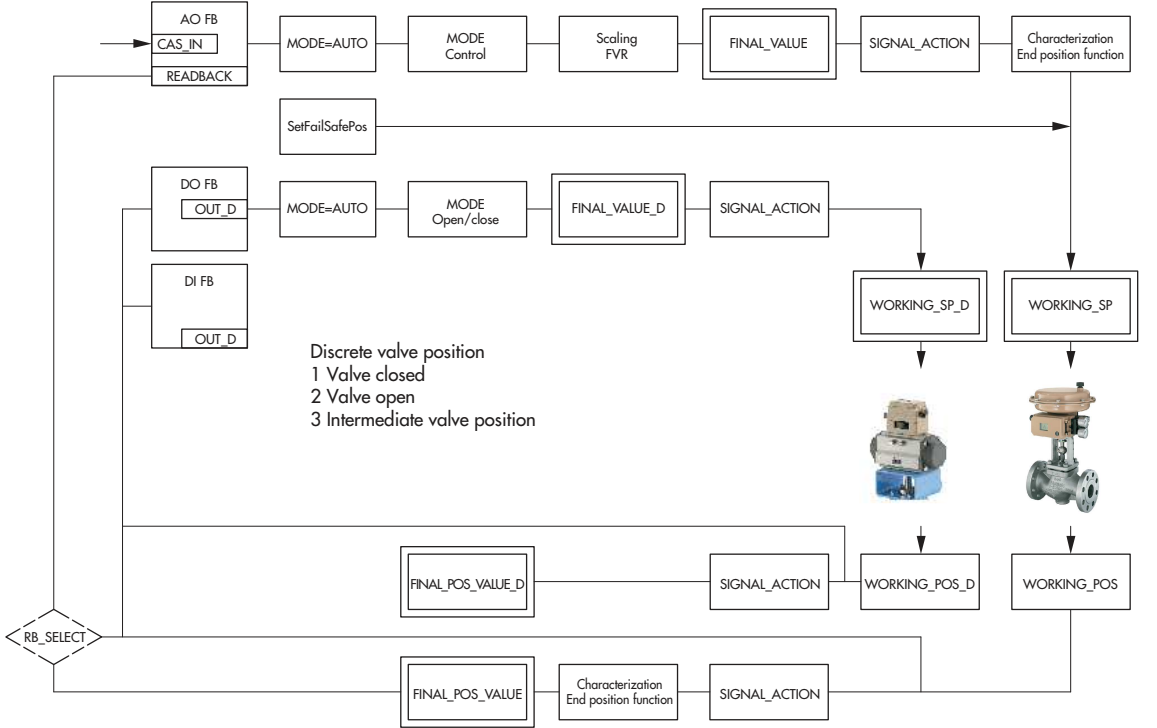 AO FB
CAS_IN
READBACK
MODE=AUTO
MODE
Control
Scaling
FVR
FINAL_VALUE
SIGNAL_ACTION
Characterization
End position function
SetFailSafePos
DO FB
OUT_D
MODE=AUTO
MODE
Open/close
FINAL_VALUE_D
SIGNAL_ACTION
DI FB
OUT_D
WORKING_SP_D
WORKING_SP
Discrete valve position
1 Valve closed
2 Valve open
3 Intermediate valve position
FINAL_POS_VALUE_D
SIGNAL_ACTION
WORKING_POS_D
WORKING_POS
RB_SELECT
FINAL_POS_VALUE
Characterization
End position function
SIGNAL_ACTION